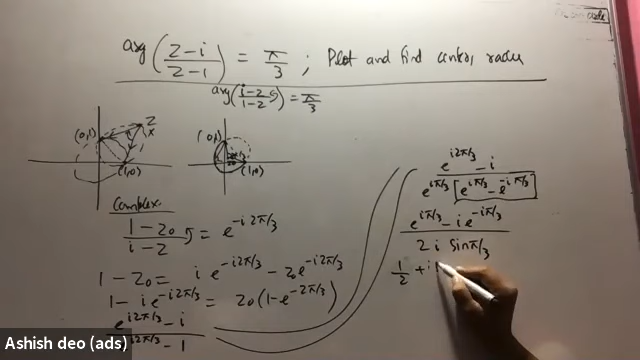 arg(z-i/z-1) = π/3 ; Plot and find center, radius
arg(i-z0/1-z0) = π/3
(0,1) z
(1,0)
(0,1)
(1,0)
Complex
1-z0/i-z0 = e^-i2π/3
1-z0 = i e^-i2π/3 - z0e^-i2π/3
1-ie^-i2π/3 = z0(1-e^-2π/3)
e^i2π/3 - i
e^i2π/3 - 1
e^i2π/3 - i
e^iπ/3 [e^iπ/3 - e^-iπ/3]
e^iπ/3 - ie^-iπ/3
2 i sinπ/3
1/2 + i
Ashish deo (ads)